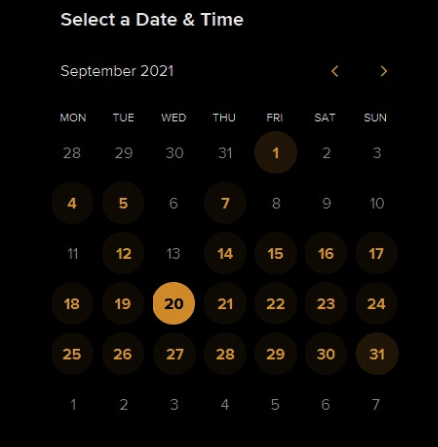 Select a Date & Time
September 2021
MON TUE WED THU FRI SAT SUN
28 29 30 31 1 2 3
4 5 6 7 8 9 10
11 12 13 14 15 16 17
18 19 20 21 22 23 24
25 26 27 28 29 30 31
1 2 3 4 5 6 7